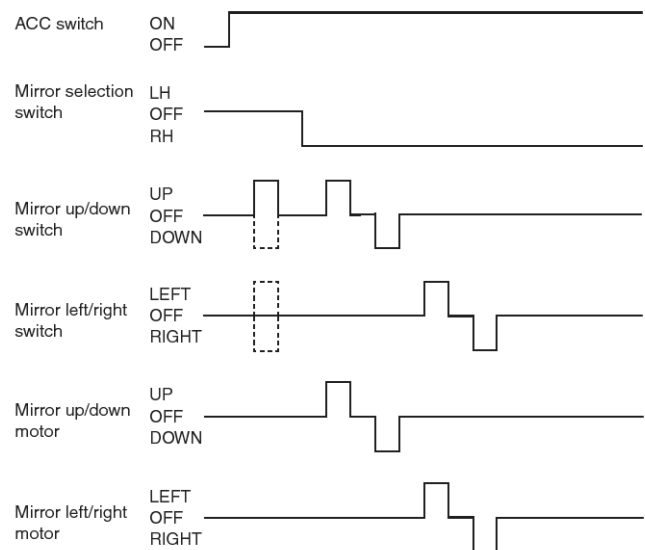 ACC switch ON
OFF
Mirror selection LH
switch OFF
RH
UP
Mirror up/down OFF
switch DOWN
LEFT
Mirror left/right OFF
switch RIGHT
UP
Mirror up/down OFF
motor DOWN
LEFT
Mirror left/right OFF
motor RIGHT